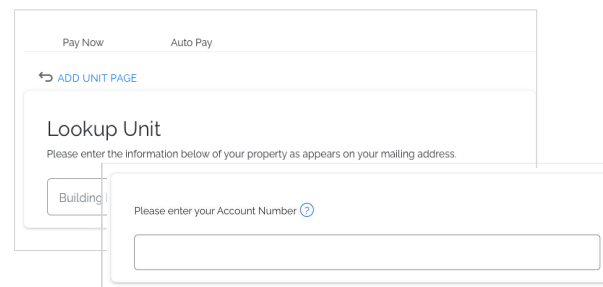 Pay Now Auto Pay
ADD UNIT PAGE
Lookup Unit
Please enter the information below of your property as appears on your mailing address.
Building
Please enter your Account Number ?